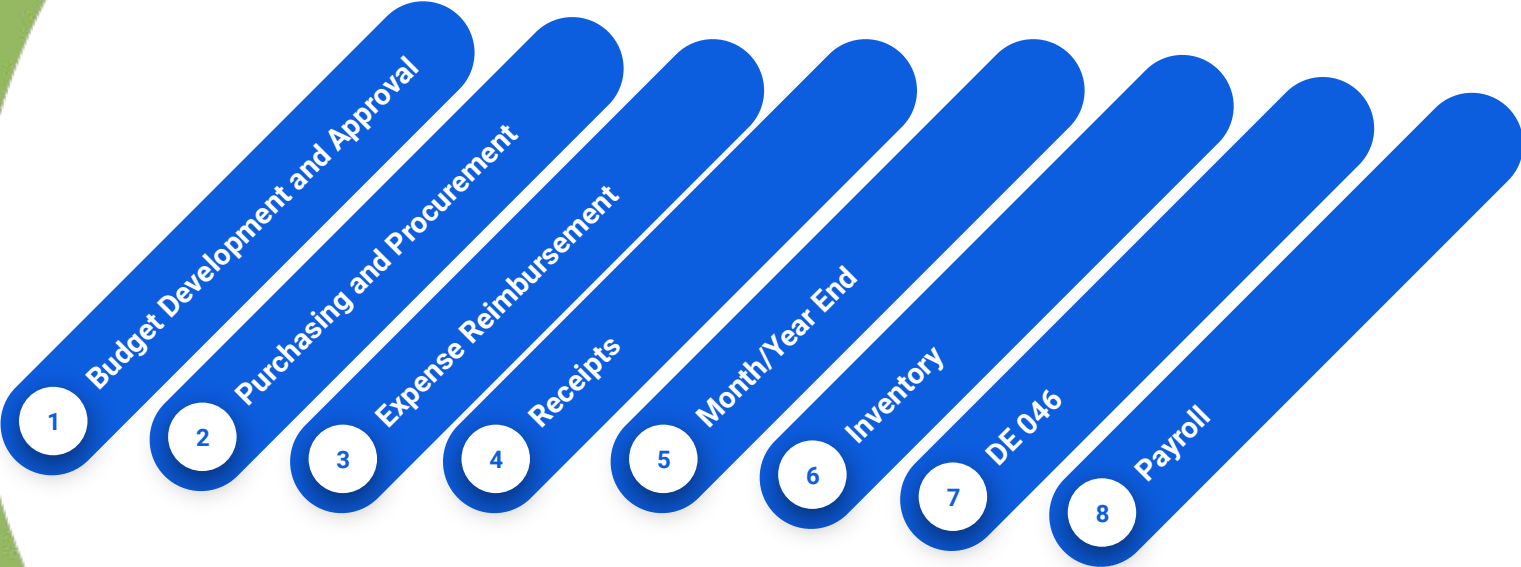 1 Budget Development and Approval
2 Purchasing and Procurement
3 Expense Reimbursement
4 Receipts
5 Month/Year End
6 Inventory
7 DE 046
8 Payroll